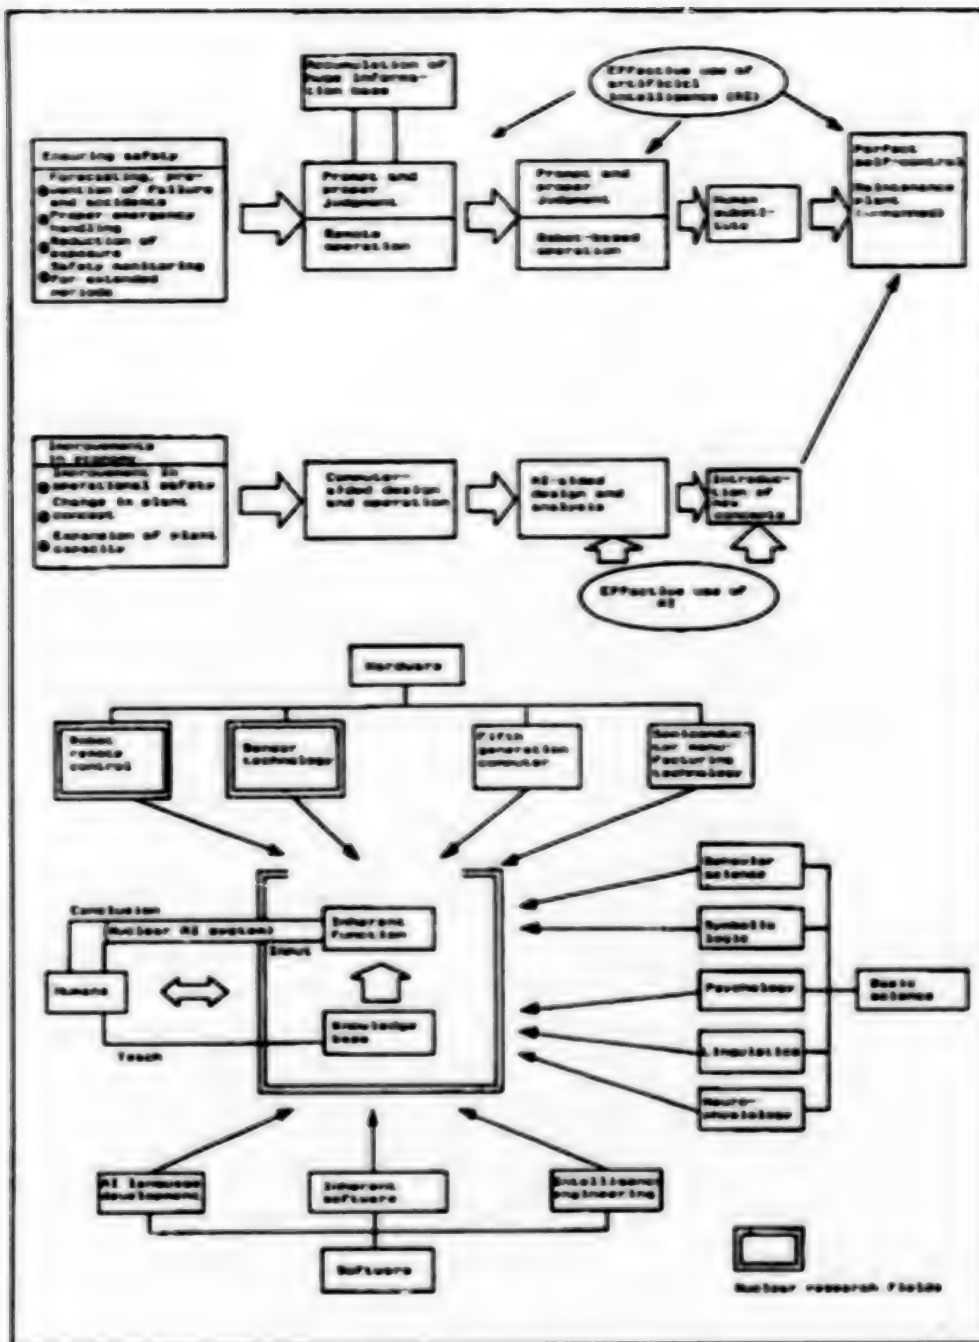 Accumulation of
huge informa-
tion base
Effective use of
artificial
intelligence (AI)
Ensuring safety
Forecasting, pre-
vention of failure
and accidents
Proper emergency
handling
Reduction of
exposure
Safety monitoring
for extended
periods
Prompt and
proper
judgment
Remote
operation
Prompt and
proper
judgment
Robot-based
operation
Human
substi-
tute
Perfect
self-control
Maintenance
plant
(unmanned)
Improvements
in economy
Improvement in
operational safety
Change in plant
concept
Expansion of plant
capacity
Computer-
aided design
and operation
AI-aided
design and
analysis
Introduc-
tion of
new
concepts
Effective use of
AI
Hardware
Robot
remote
control
Sensor
technology
Fifth
generation
computer
Semiconduc-
tor manu-
facturing
technology
Conclusion
Nuclear (AI system)
Input
Inherent
function
Humans
Knowledge
base
Teach
Behavior
science
Symbolic
logic
Psychology
Linguistics
Neuro-
physiology
Basic
science
AI language
development
Inherent
software
Intelligence
engineering
Software
Nuclear research fields